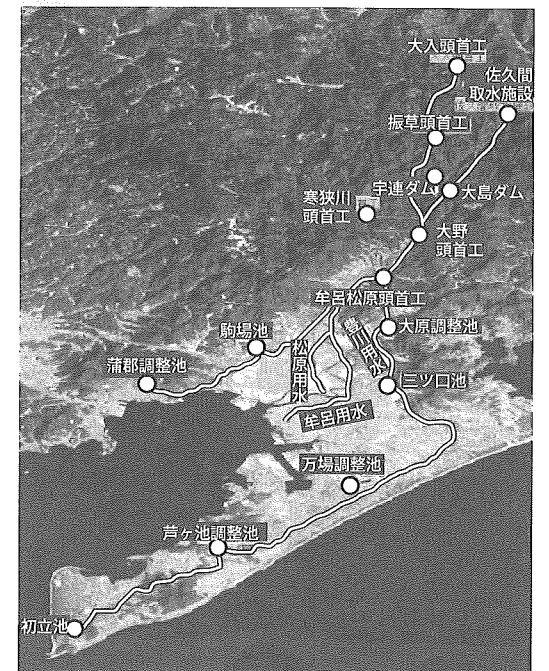 大入頭首工
佐久間
取水施設
振草頭首工
宇連ダム
大島ダム
寒狭川
頭首工
大野
頭首工
牟呂松原頭首工
駒場池
大原調整池
松原用水
豊川用水
蒲郡調整池
三ツ口池
牟呂用水
万場調整池
芦ヶ池調整池
初立池